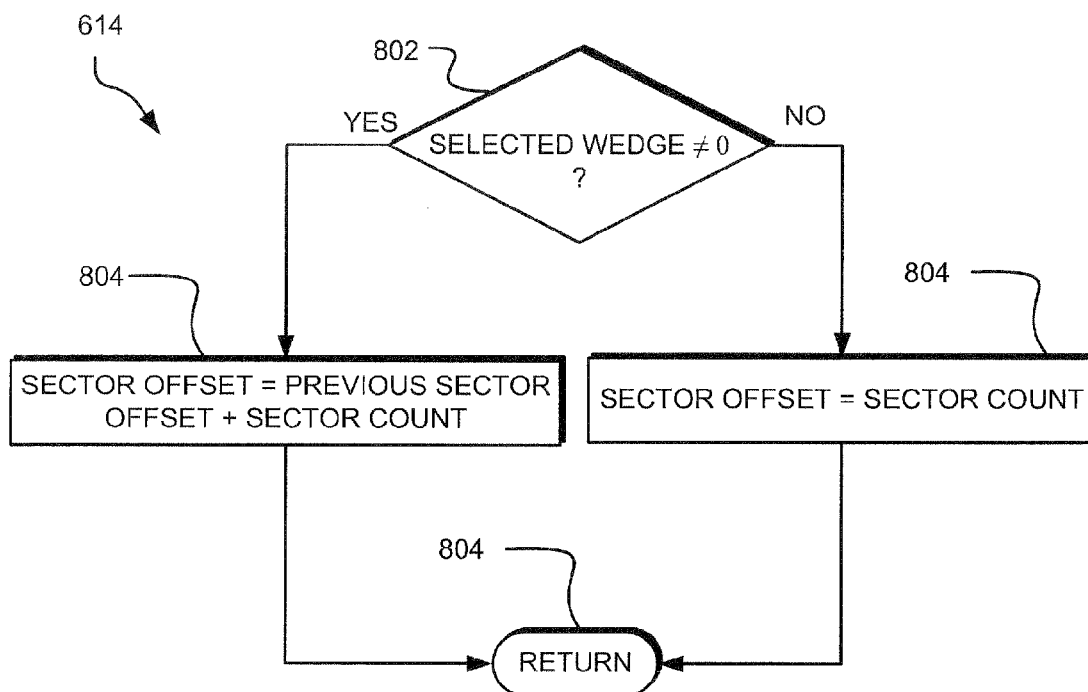 614
802
YES
NO
SELECTED WEDGE ≠ 0
?
804
804
SECTOR OFFSET = PREVIOUS SECTOR
OFFSET + SECTOR COUNT
SECTOR OFFSET = SECTOR COUNT
804
RETURN